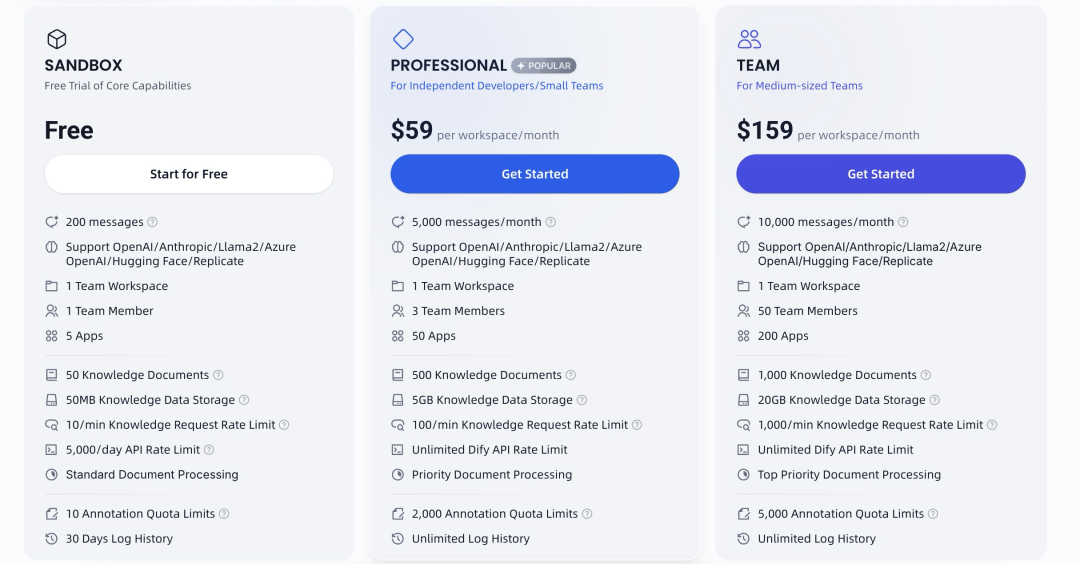 SANDBOX
Free Trial of Core Capabilities
Free
Start for Free
200 messages
Support OpenAI/Anthropic/Llama2/Azure
OpenAI/Hugging Face/Replicate
1 Team Workspace
1 Team Member
5 Apps
50 Knowledge Documents
50MB Knowledge Data Storage
10/min Knowledge Request Rate Limit
5,000/day API Rate Limit
Standard Document Processing
10 Annotation Quota Limits
30 Days Log History
PROFESSIONAL POPULAR
For Independent Developers/Small Teams
$59 per workspace/month
Get Started
5,000 messages/month
Support OpenAI/Anthropic/Llama2/Azure
OpenAI/Hugging Face/Replicate
1 Team Workspace
3 Team Members
50 Apps
500 Knowledge Documents
5GB Knowledge Data Storage
100/min Knowledge Request Rate Limit
Unlimited Dify API Rate Limit
Priority Document Processing
2,000 Annotation Quota Limits
Unlimited Log History
TEAM
For Medium-sized Teams
$159 per workspace/month
Get Started
10,000 messages/month
Support OpenAI/Anthropic/Llama2/Azure
OpenAI/Hugging Face/Replicate
1 Team Workspace
50 Team Members
200 Apps
1,000 Knowledge Documents
20GB Knowledge Data Storage
1,000/min Knowledge Request Rate Limit
Unlimited Dify API Rate Limit
Top Priority Document Processing
5,000 Annotation Quota Limits
Unlimited Log History